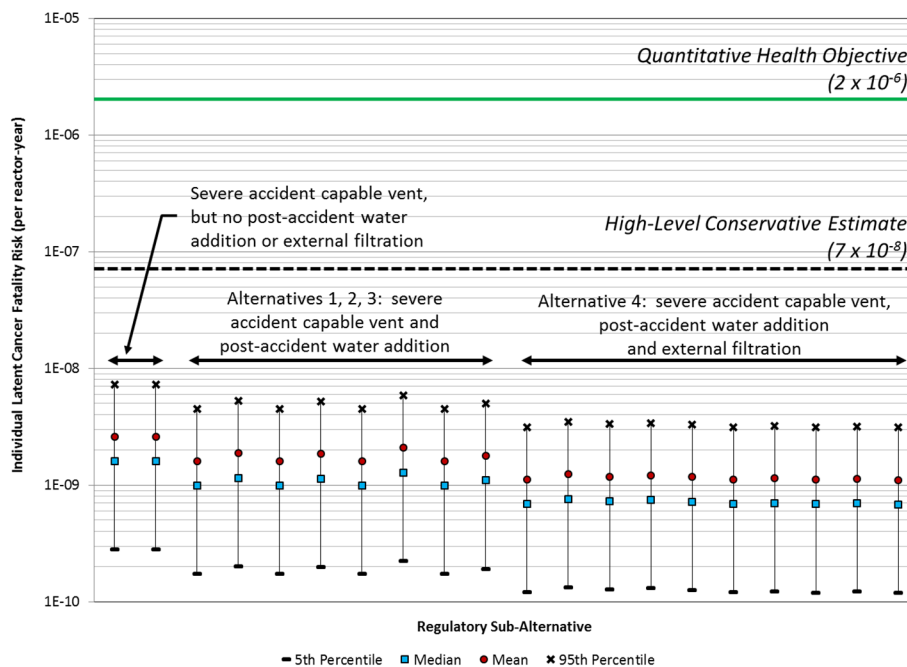 1E-05
Quantitative Health Objective
(2 x 10-6)
1E-06
Severe accident capable vent,
but no post-accident water
addition or external filtration
High-Level Conservative Estimate
(7 x 10-8)
1E-07
Alternatives 1, 2, 3:  severe
accident capable vent and
post-accident water addition
Alternative 4:  severe accident capable vent,
post-accident water addition
and external filtration
1E-08
1E-09
1E-10
Individual Latent Cancer Fatality Risk (per reactor-year)
Regulatory Sub-Alternative
5th Percentile
Median
Mean
95th Percentile